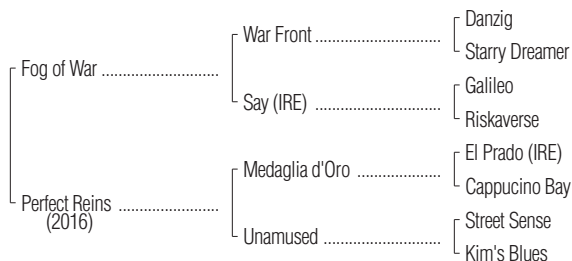 Danzig
War Front
Starry Dreamer
Fog of War
Galileo
Say (IRE)
Riskaverse
El Prado (IRE)
Medaglia d'Oro
Cappucino Bay
Perfect Reins
(2016)
Street Sense
Unamused
Kim's Blues